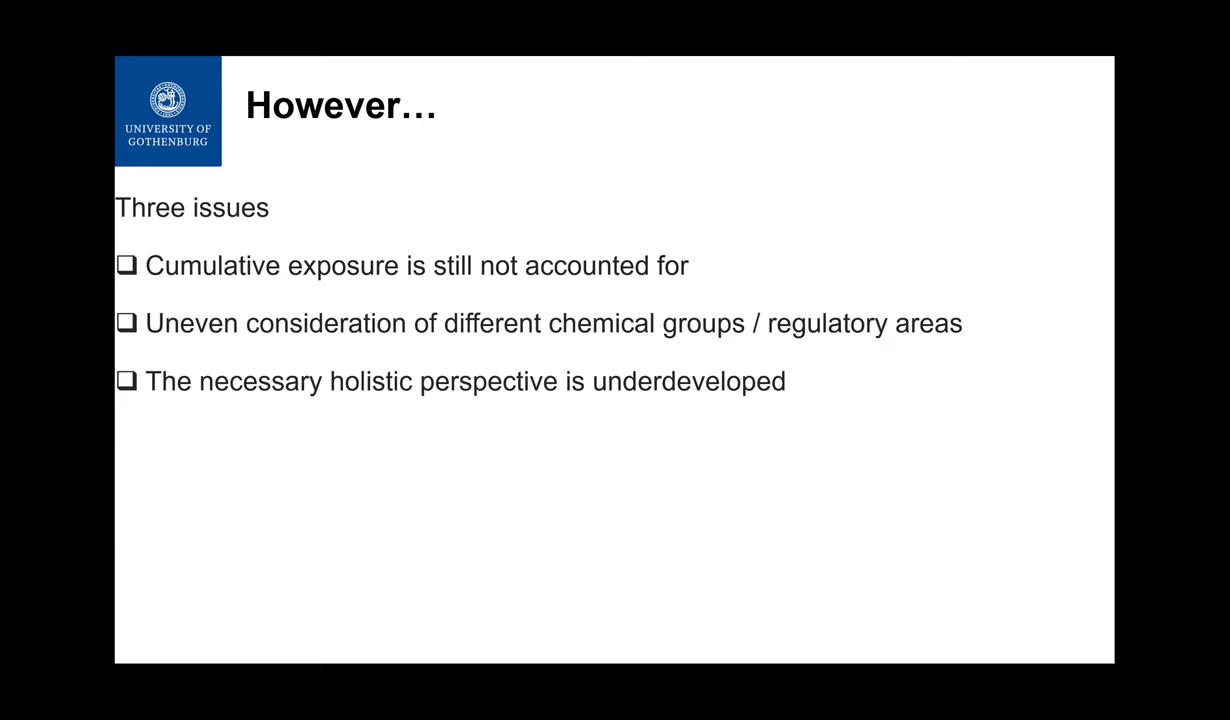 UNIVERSITY OF
GOTHENBURG
However…
Three issues
❑ Cumulative exposure is still not accounted for
❑ Uneven consideration of different chemical groups / regulatory areas
❑ The necessary holistic perspective is underdeveloped